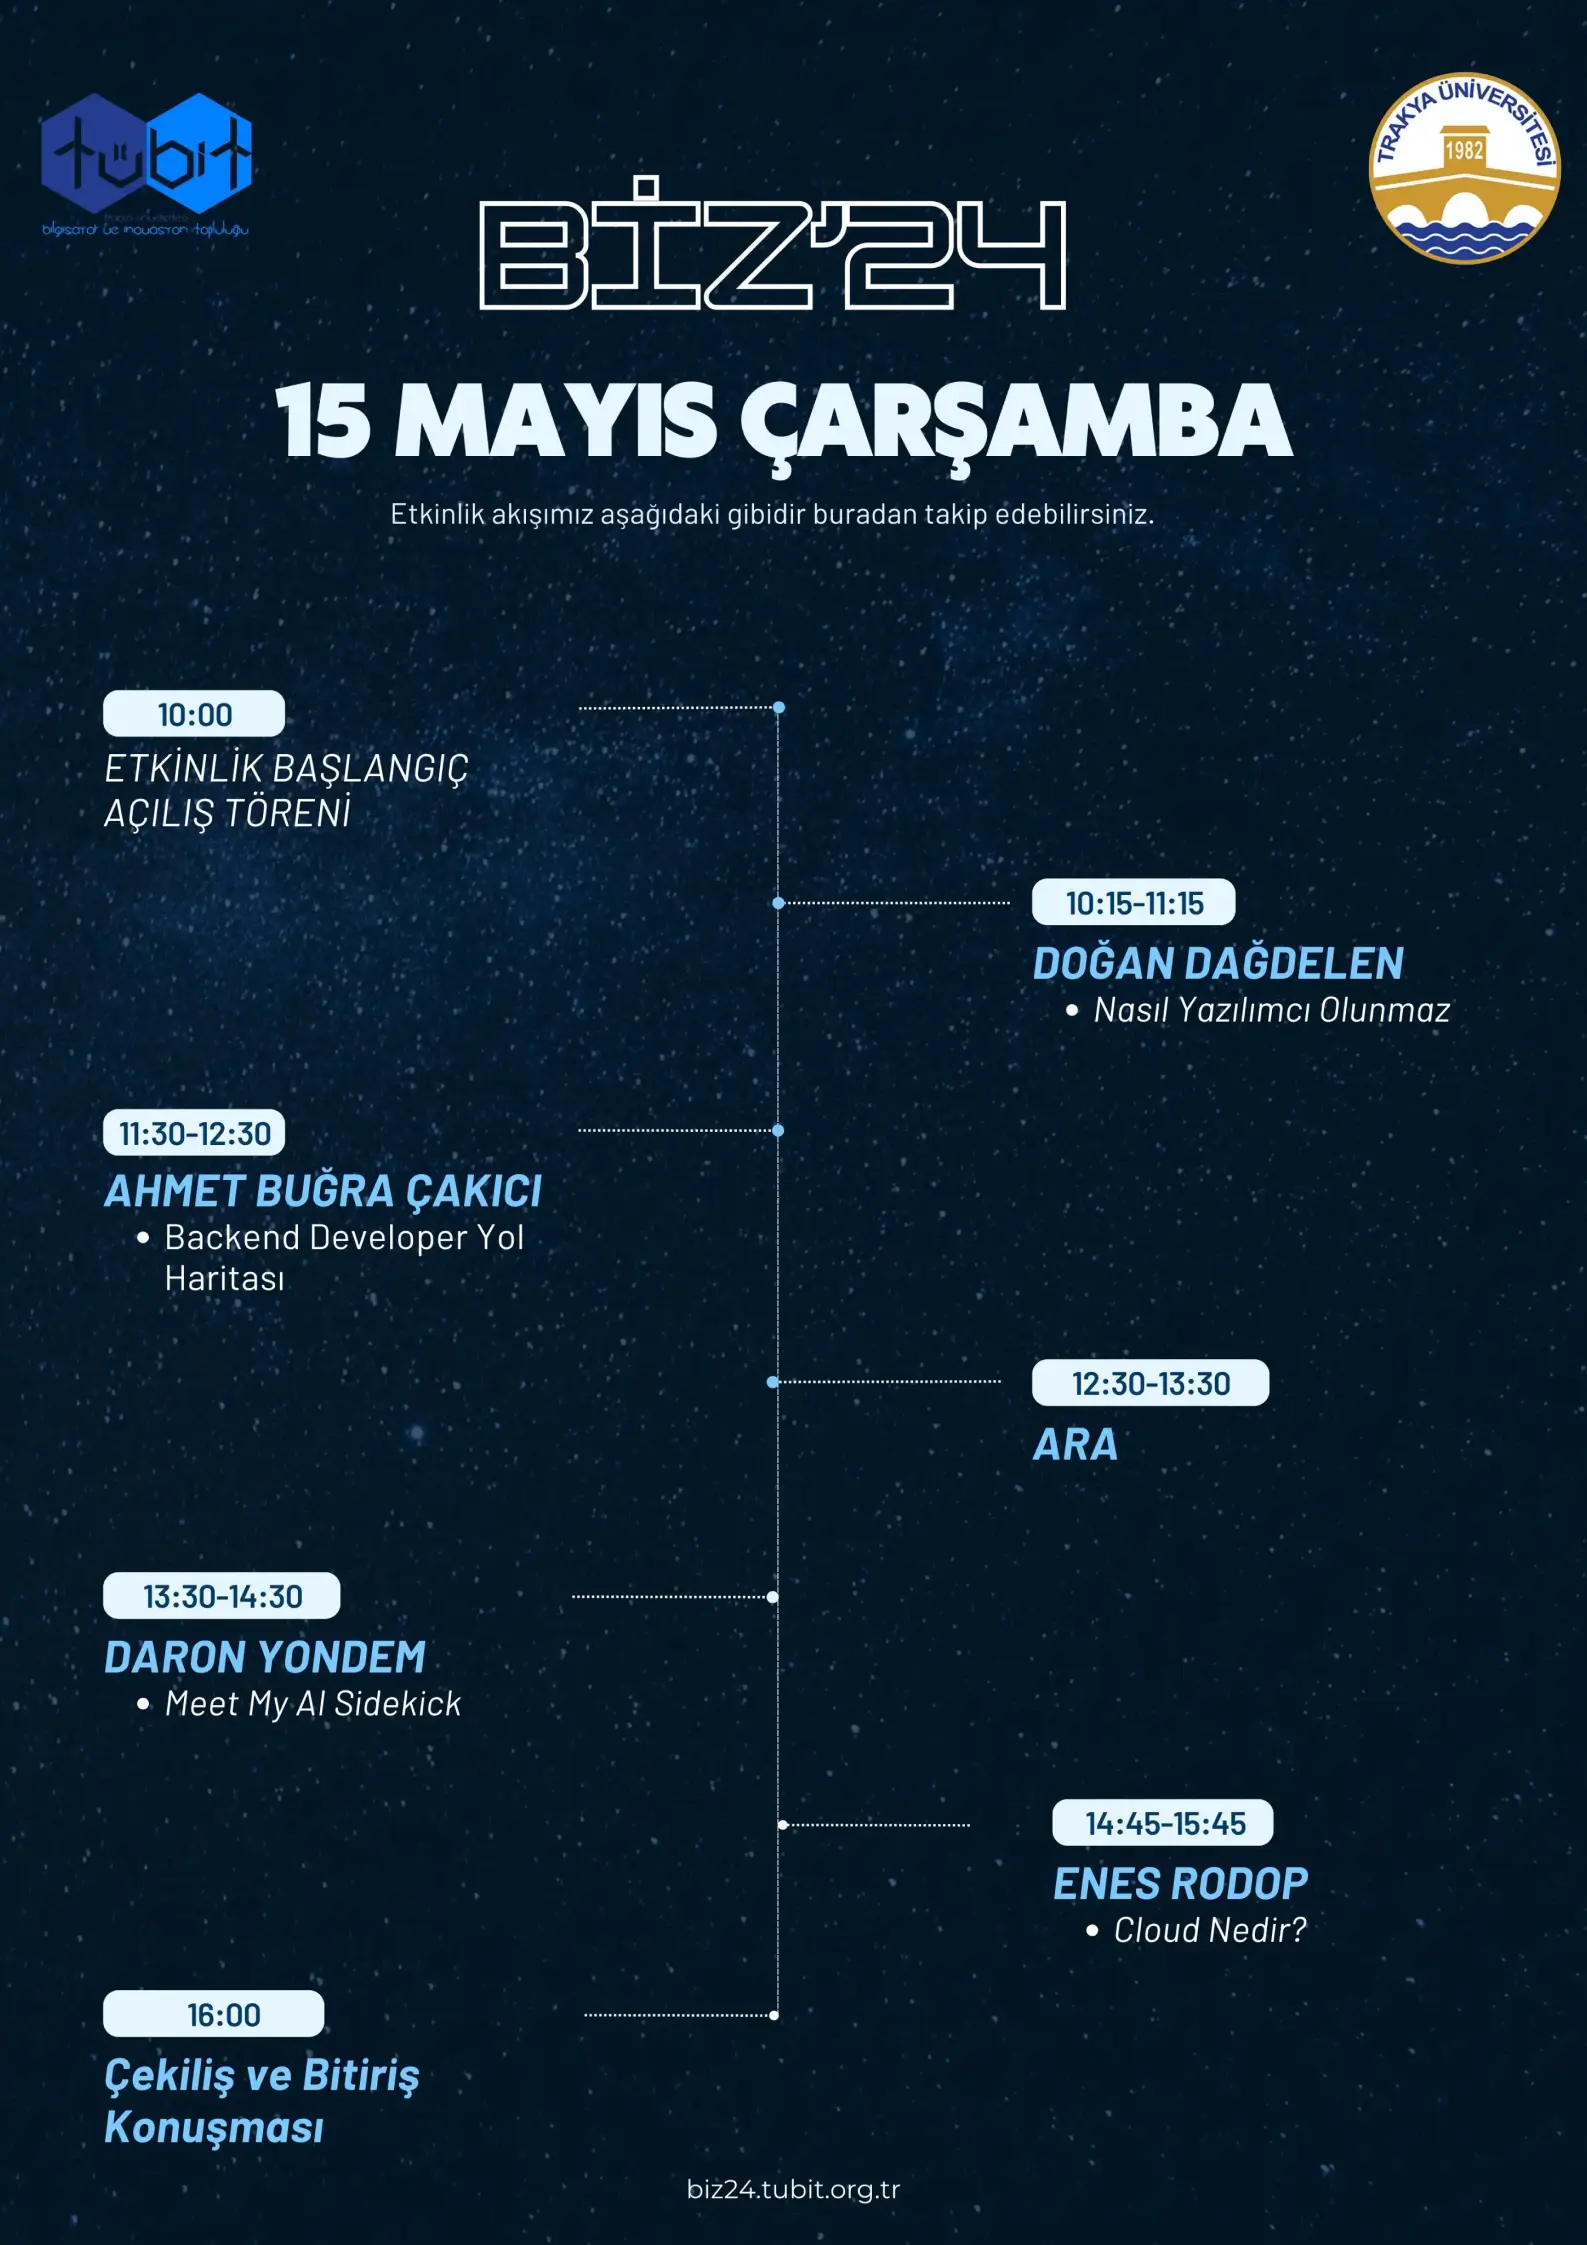 tübit
bilgisayar ve inovasyon topluluğu
TRAKYA ÜNİVERSİTESİ
1982
BİZ'24
15 MAYIS ÇARŞAMBA
Etkinlik akışımız aşağıdaki gibidir buradan takip edebilirsiniz.
10:00
ETKİNLİK BAŞLANGIÇ
AÇILIŞ TÖRENİ
10:15-11:15
DOĞAN DAĞDELEN
• Nasıl Yazılımcı Olunmaz
11:30-12:30
AHMET BUĞRA ÇAKICI
• Backend Developer Yol
Haritası
12:30-13:30
ARA
13:30-14:30
DARON YONDEM
• Meet My AI Sidekick
14:45-15:45
ENES RODOP
• Cloud Nedir?
16:00
Çekiliş ve Bitiriş
Konuşması
biz24.tubit.org.tr